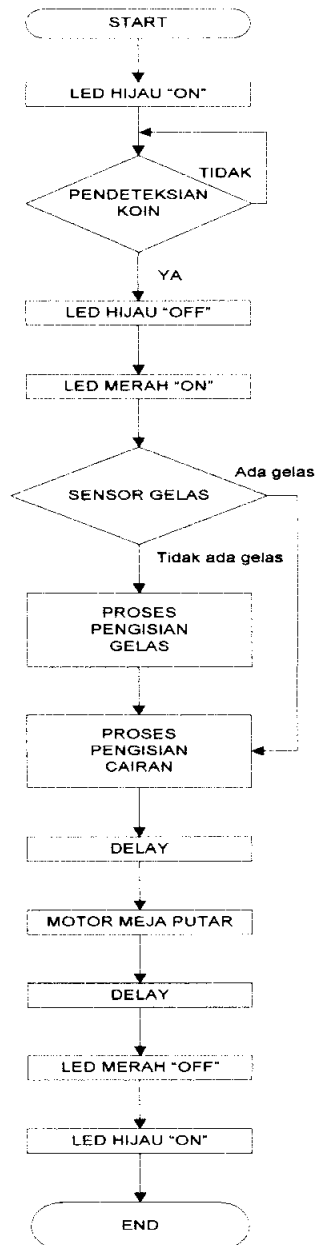 START
LED HIJAU "ON"
TIDAK
PENDETEKSIAN
KOIN
YA
LED HIJAU "OFF"
LED MERAH "ON"
Ada gelas
SENSOR GELAS
Tidak ada gelas
PROSES
PENGISIAN
GELAS
PROSES
PENGISIAN
CAIRAN
DELAY
MOTOR MEJA PUTAR
DELAY
LED MERAH "OFF"
LED HIJAU "ON"
END